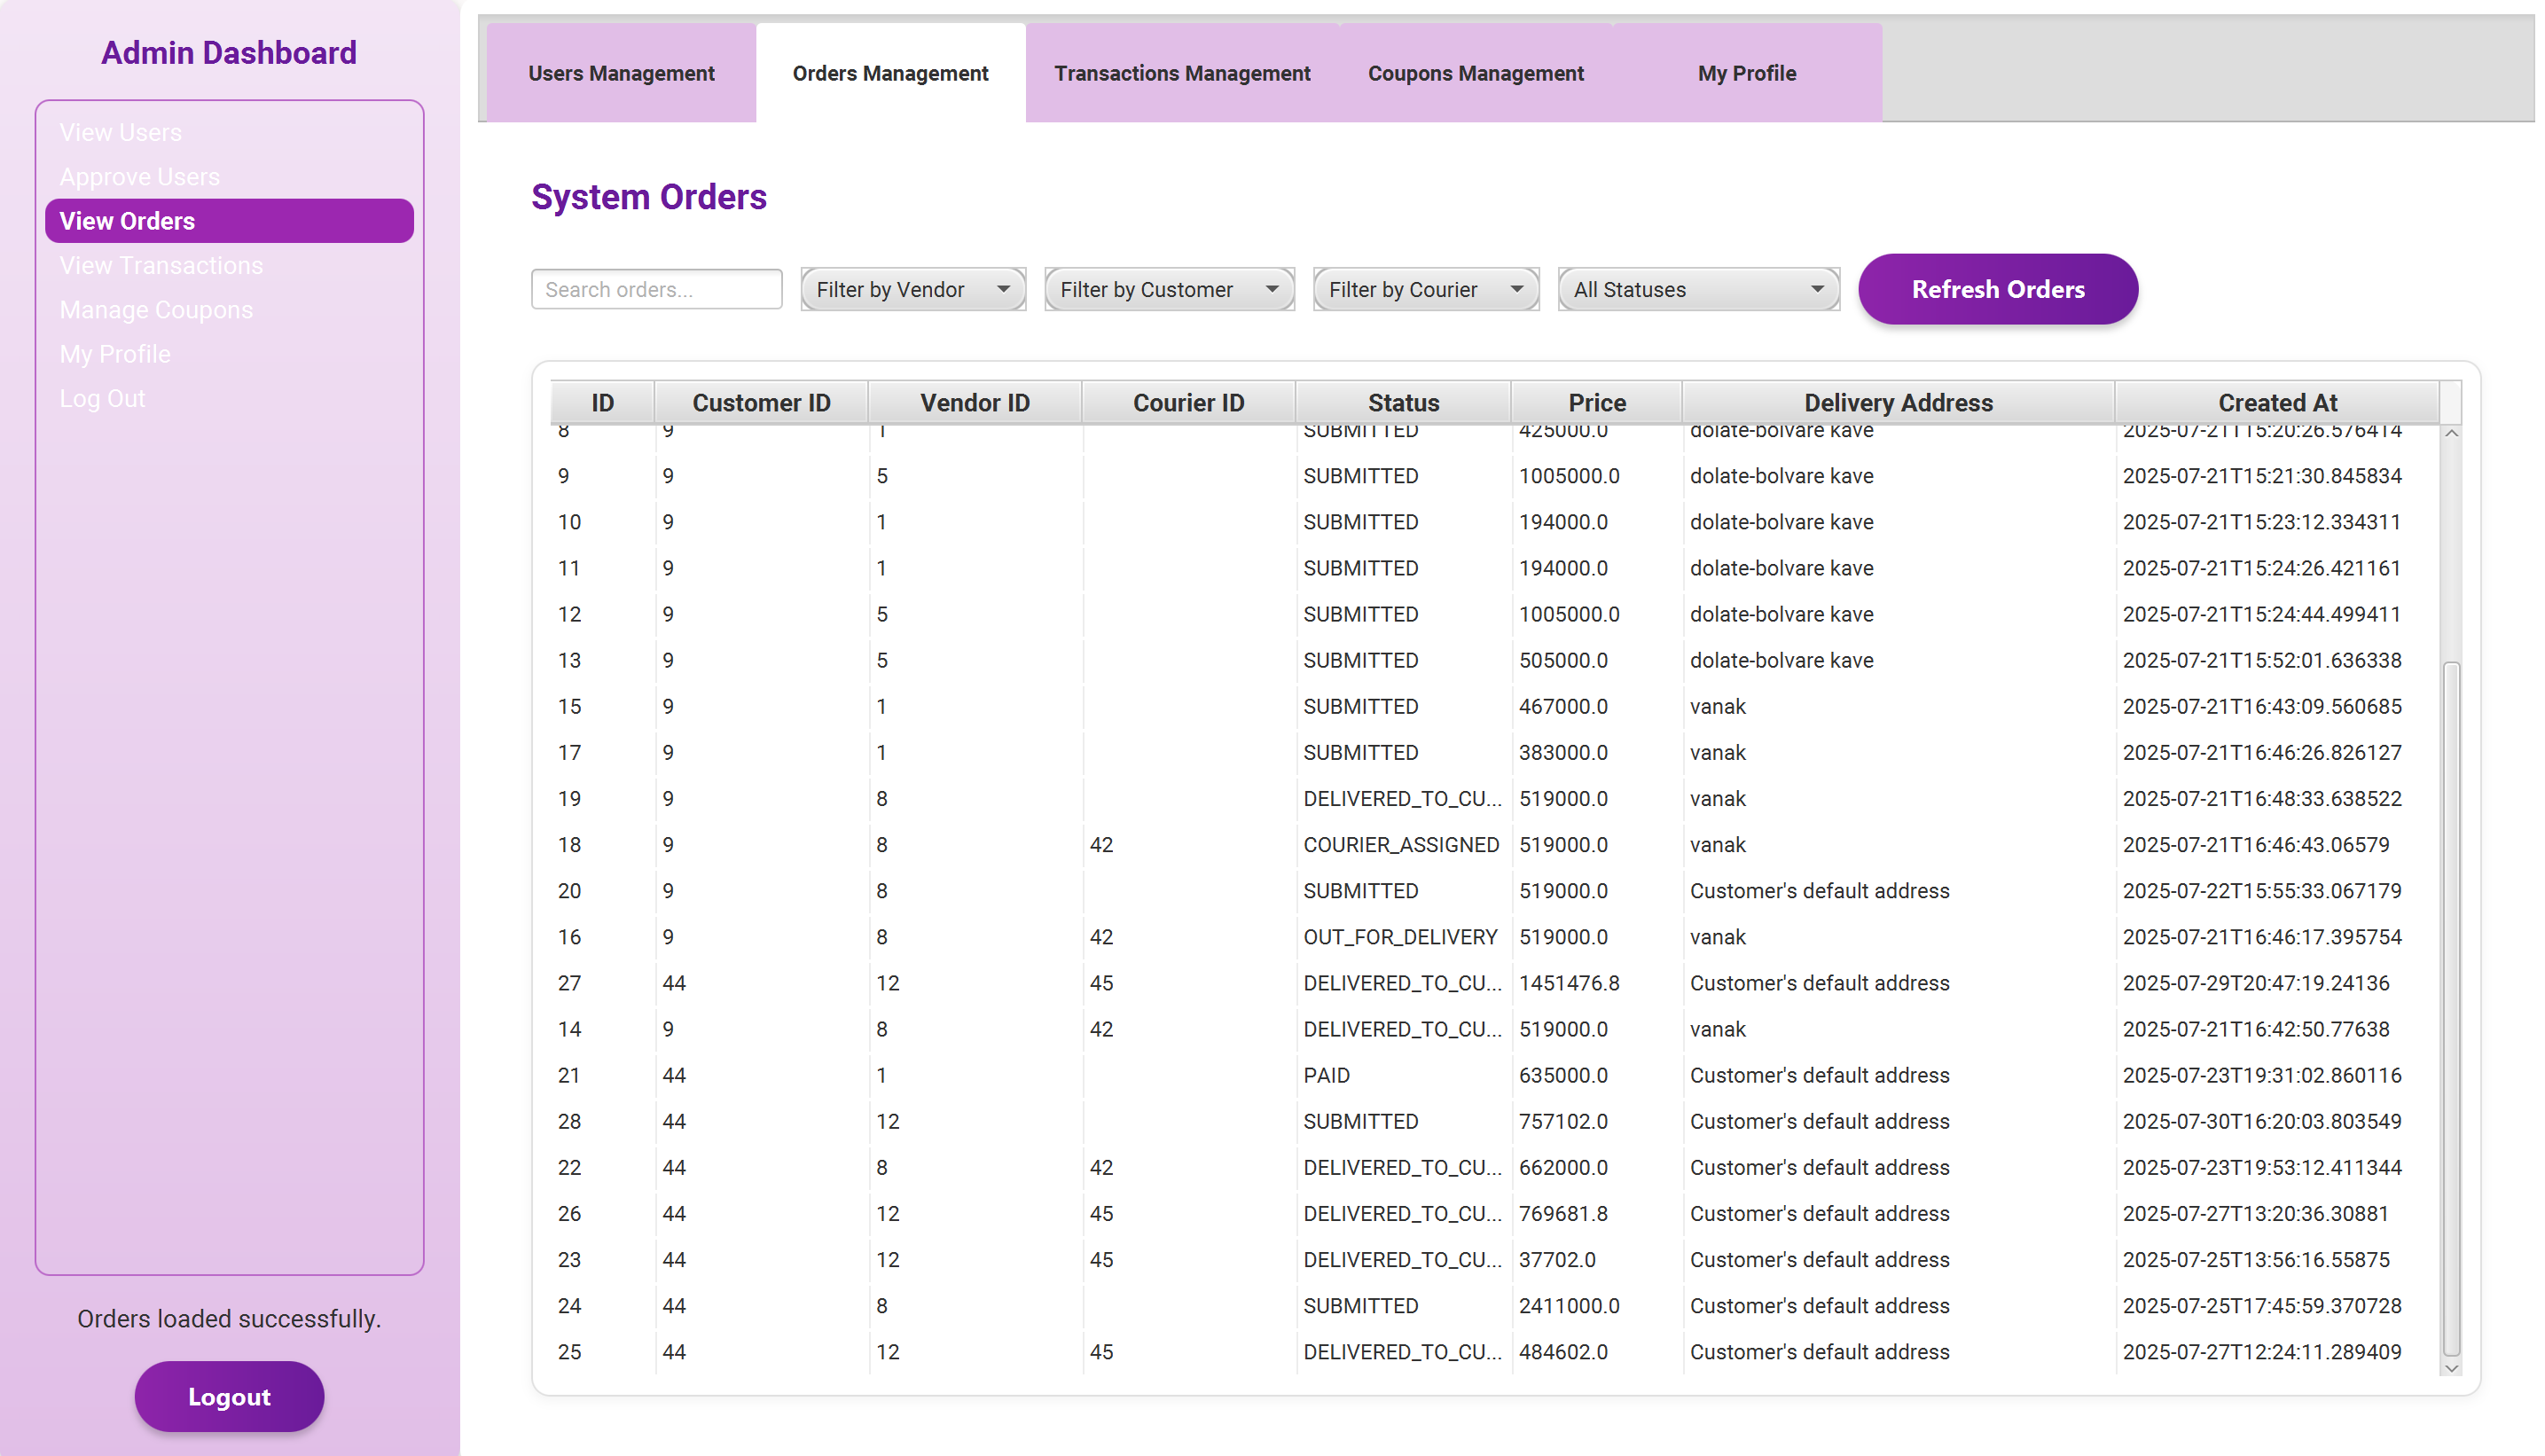 Admin Dashboard
View Users
Approve Users
View Orders
View Transactions
Manage Coupons
My Profile
Log Out
Orders loaded successfully.
Logout
Users Management Orders Management Transactions Management Coupons Management My Profile
System Orders
Search orders... Filter by Vendor Filter by Customer Filter by Courier All Statuses Refresh Orders
ID Customer ID Vendor ID Courier ID Status Price Delivery Address Created At
8 9 1 SUBMITTED 425000.0 dolate-bolvare kave 2025-07-21T15:20:26.576414
9 9 5 SUBMITTED 1005000.0 dolate-bolvare kave 2025-07-21T15:21:30.845834
10 9 1 SUBMITTED 194000.0 dolate-bolvare kave 2025-07-21T15:23:12.334311
11 9 1 SUBMITTED 194000.0 dolate-bolvare kave 2025-07-21T15:24:26.421161
12 9 5 SUBMITTED 1005000.0 dolate-bolvare kave 2025-07-21T15:24:44.499411
13 9 5 SUBMITTED 505000.0 dolate-bolvare kave 2025-07-21T15:52:01.636338
15 9 1 SUBMITTED 467000.0 vanak 2025-07-21T16:43:09.560685
17 9 1 SUBMITTED 383000.0 vanak 2025-07-21T16:46:26.826127
19 9 8 DELIVERED_TO_CU... 519000.0 vanak 2025-07-21T16:48:33.638522
18 9 8 42 COURIER_ASSIGNED 519000.0 vanak 2025-07-21T16:46:43.06579
20 9 8 SUBMITTED 519000.0 Customer's default address 2025-07-22T15:55:33.067179
16 9 8 42 OUT_FOR_DELIVERY 519000.0 vanak 2025-07-21T16:46:17.395754
27 44 12 45 DELIVERED_TO_CU... 1451476.8 Customer's default address 2025-07-29T20:47:19.24136
14 9 8 42 DELIVERED_TO_CU... 519000.0 vanak 2025-07-21T16:42:50.77638
21 44 1 PAID 635000.0 Customer's default address 2025-07-23T19:31:02.860116
28 44 12 SUBMITTED 757102.0 Customer's default address 2025-07-30T16:20:03.803549
22 44 8 42 DELIVERED_TO_CU... 662000.0 Customer's default address 2025-07-23T19:53:12.411344
26 44 12 45 DELIVERED_TO_CU... 769681.8 Customer's default address 2025-07-27T13:20:36.30881
23 44 12 45 DELIVERED_TO_CU... 37702.0 Customer's default address 2025-07-25T13:56:16.55875
24 44 8 SUBMITTED 2411000.0 Customer's default address 2025-07-25T17:45:59.370728
25 44 12 45 DELIVERED_TO_CU... 484602.0 Customer's default address 2025-07-27T12:24:11.289409